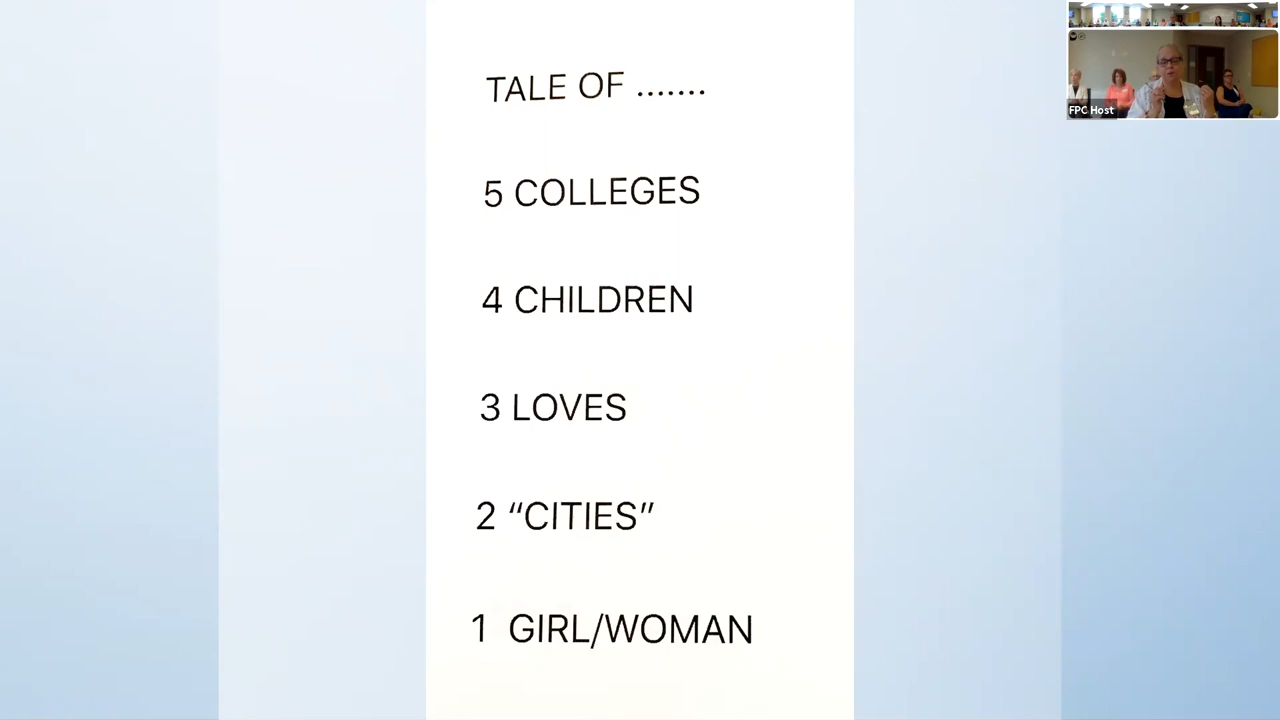 TALE OF .......
5 COLLEGES
4 CHILDREN
3 LOVES
2 “CITIES”
1 GIRL/WOMAN
FPC Host